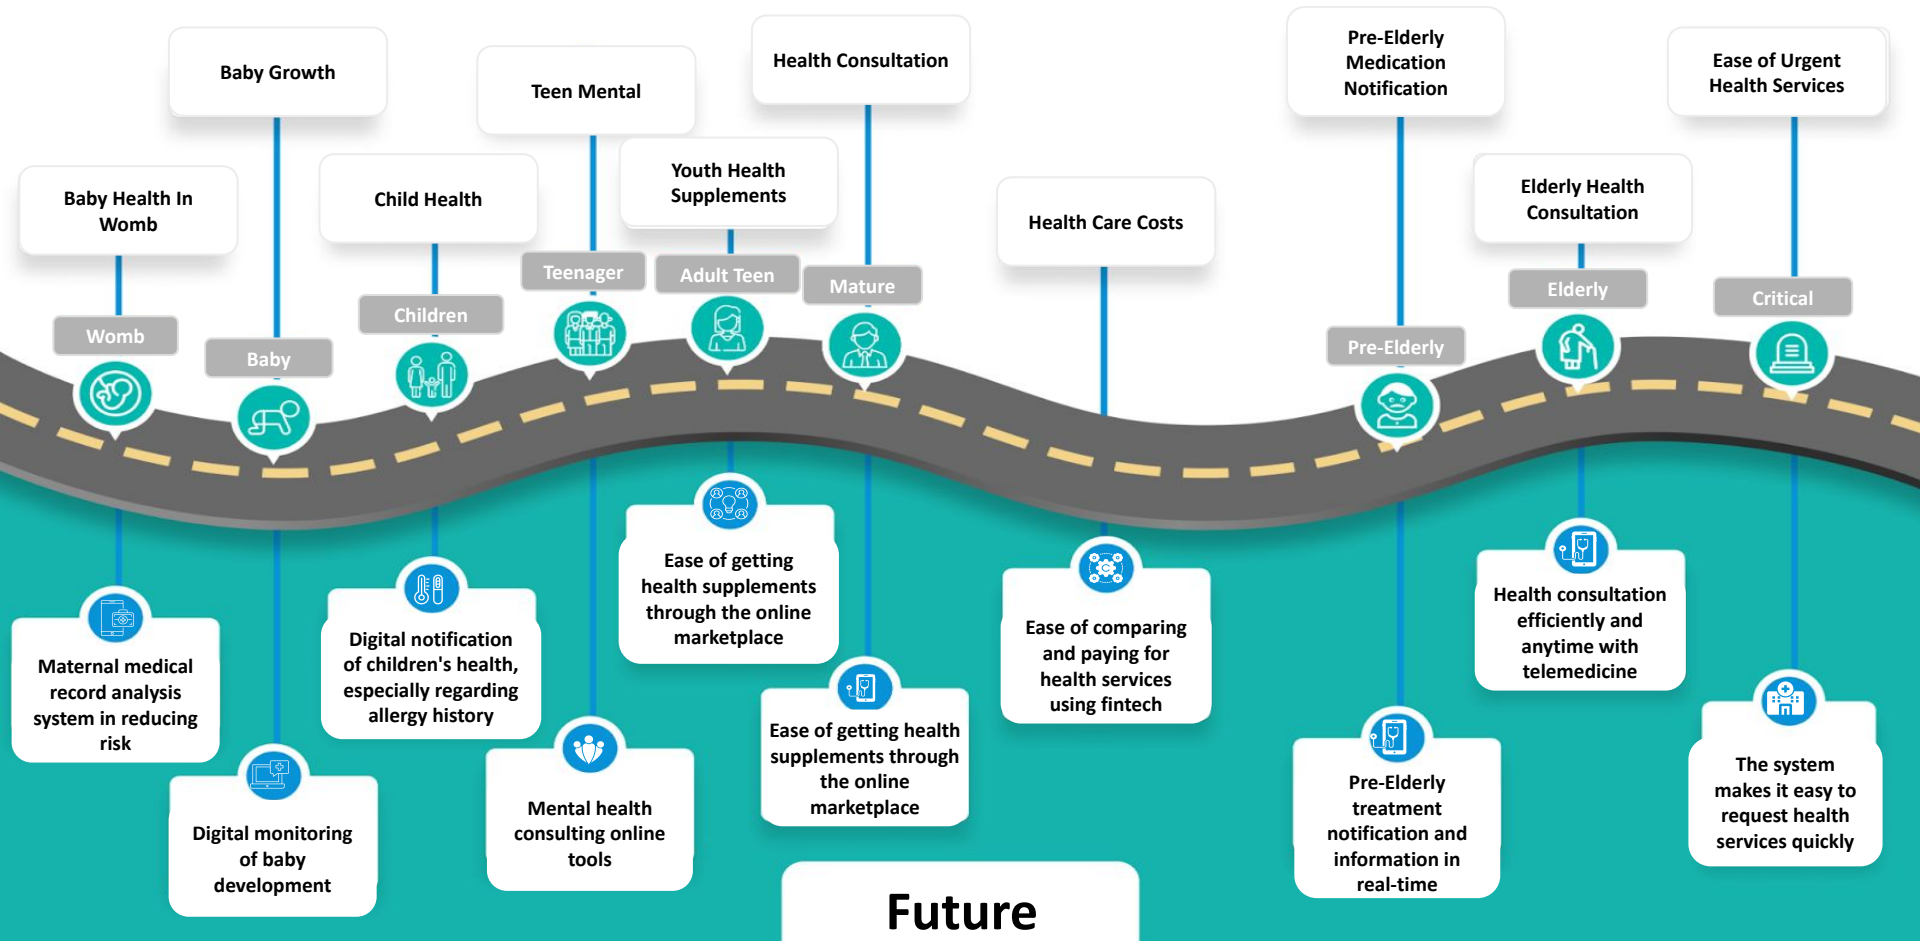 Baby Health In
Womb
Baby Growth
Child Health
Teen Mental
Youth Health
Supplements
Health Consultation
Health Care Costs
Pre-Elderly
Medication
Notification
Elderly Health
Consultation
Ease of Urgent
Health Services
Womb
Baby
Children
Teenager
Adult Teen
Mature
Pre-Elderly
Elderly
Critical
Maternal medical
record analysis
system in reducing
risk
Digital monitoring
of baby
development
Digital notification
of children's health,
especially regarding
allergy history
Mental health
consulting online
tools
Ease of getting
health supplements
through the online
marketplace
Ease of getting health
supplements through
the online
marketplace
Ease of comparing
and paying for
health services
using fintech
Pre-Elderly
treatment
notification and
information in
real-time
Health consultation
efficiently and
anytime with
telemedicine
The system
makes it easy to
request health
services quickly
Future